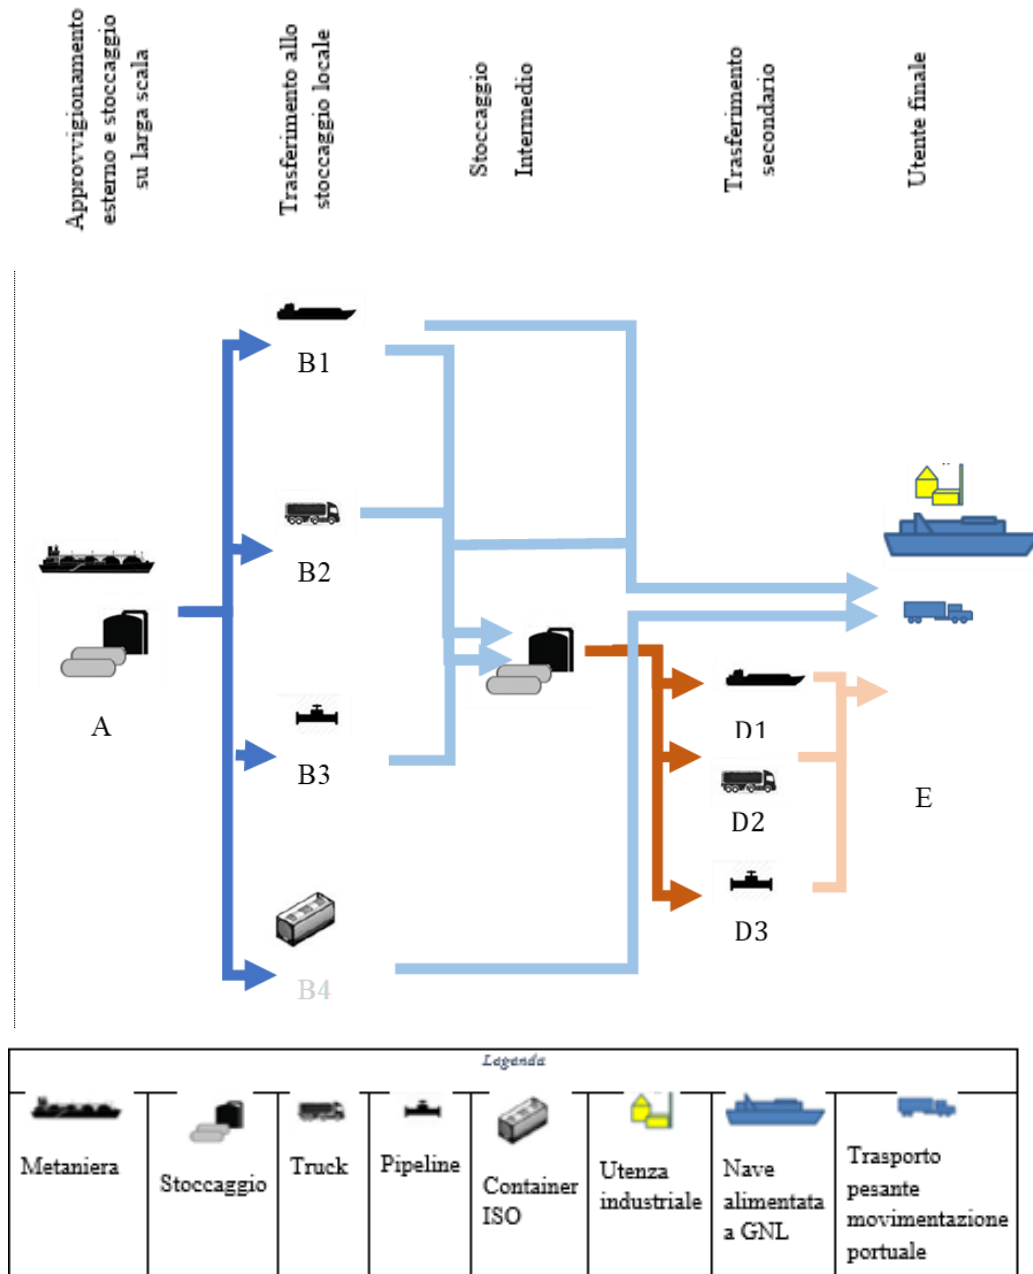 Approvvigionamento
esterno e stoccaggio
su larga scala
Trasferimento allo
stoccaggio locale
Stoccaggio
Intermedio
Trasferimento
secondario
Utente finale
B1
B2
A
B3
B4
D1
D2
D3
E
Legenda
Metaniera
Stoccaggio
Truck
Pipeline
Container
ISO
Utenza
industriale
Nave
alimentata
a GNL
Trasporto
pesante
movimentazione
portuale